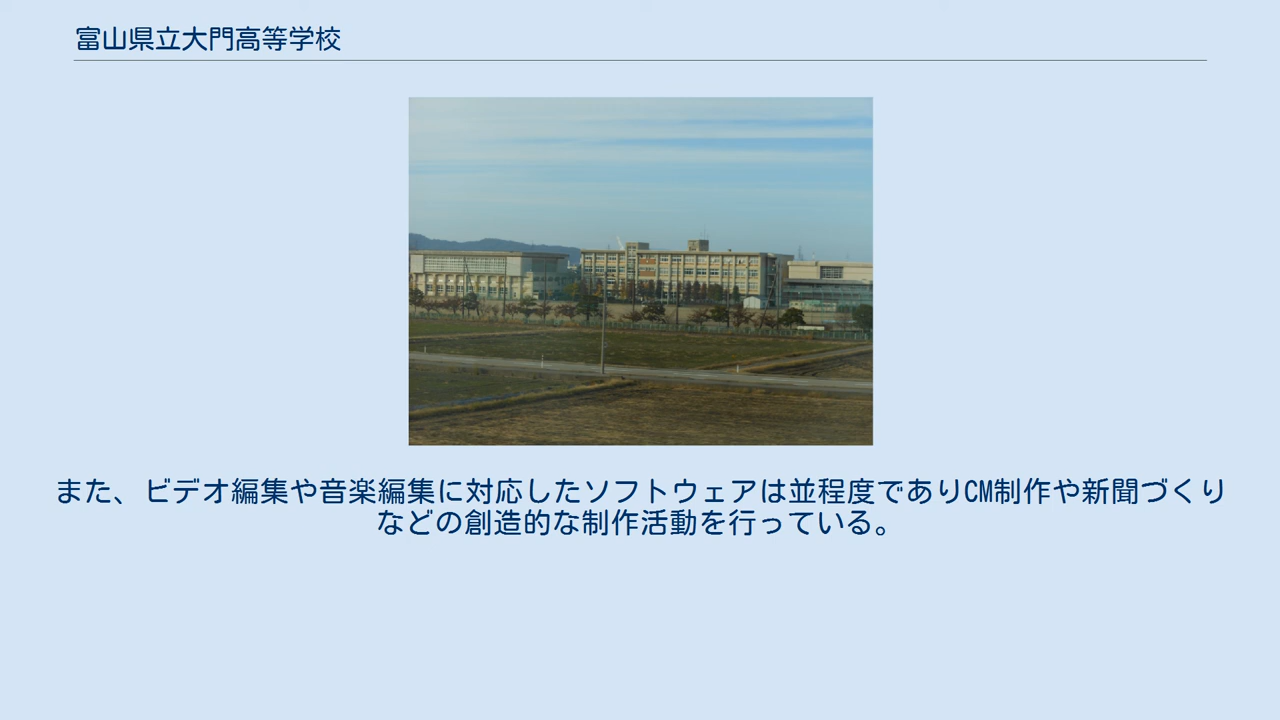 富山県立大門高等学校
また、ビデオ編集や音楽編集に対応したソフトウェアは並程度でありCM制作や新聞づくり
などの創造的な制作活動を行っている。